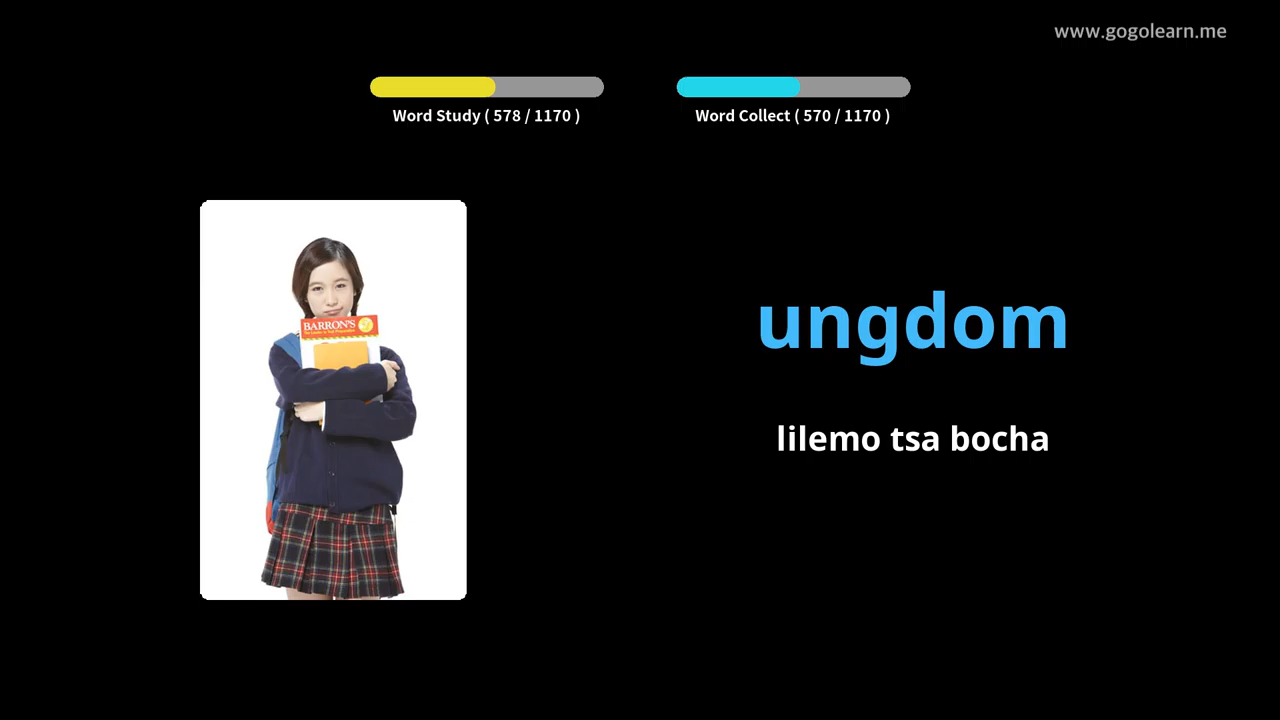 www.gogolearn.me
Word Study ( 578 / 1170 )
Word Collect ( 570 / 1170 )
BARRON'S
ungdom
lilemo tsa bocha